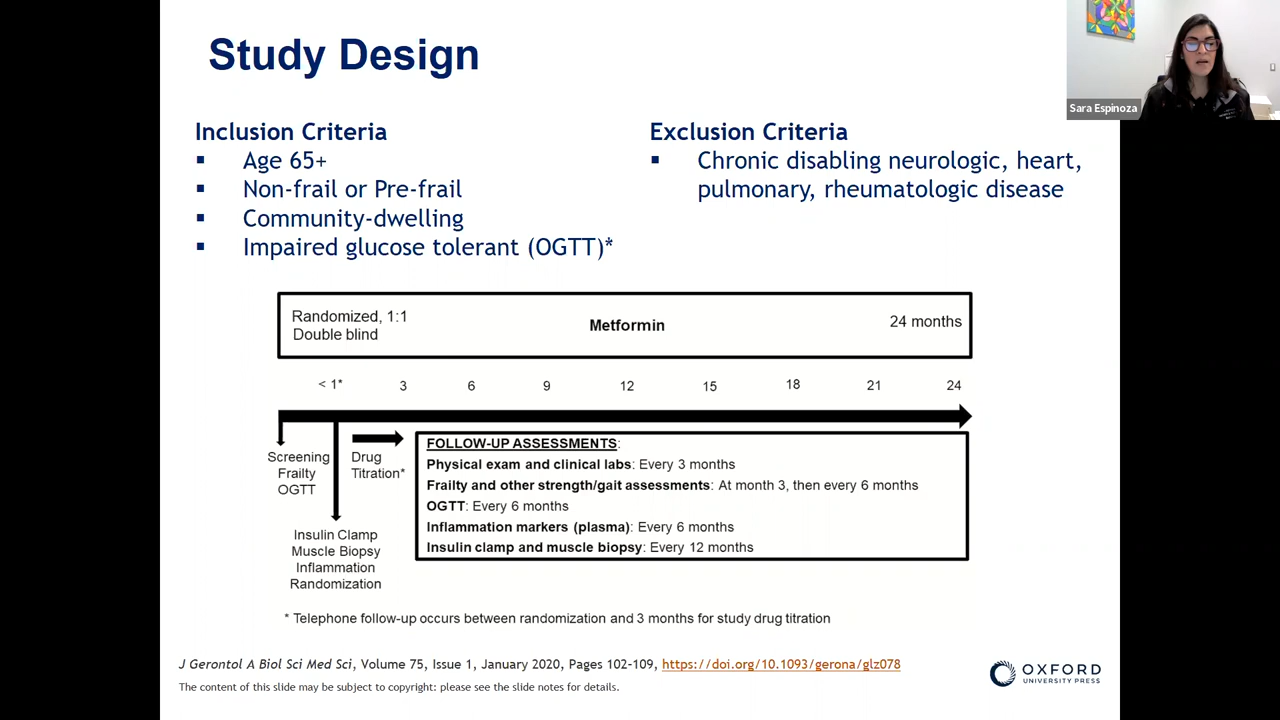 Study Design
Sara Espinoza
Inclusion Criteria
▪ Age 65+
▪ Non-frail or Pre-frail
▪ Community-dwelling
▪ Impaired glucose tolerant (OGTT)*
Exclusion Criteria
▪ Chronic disabling neurologic, heart,
pulmonary, rheumatologic disease
Randomized, 1:1
Double blind
Metformin
24 months
< 1* 3 6 9 12 15 18 21 24
Screening
Frailty
OGTT
Drug
Titration*
Insulin Clamp
Muscle Biopsy
Inflammation
Randomization
FOLLOW-UP ASSESSMENTS:
Physical exam and clinical labs: Every 3 months
Frailty and other strength/gait assessments: At month 3, then every 6 months
OGTT: Every 6 months
Inflammation markers (plasma): Every 6 months
Insulin clamp and muscle biopsy: Every 12 months
* Telephone follow-up occurs between randomization and 3 months for study drug titration
J Gerontol A Biol Sci Med Sci, Volume 75, Issue 1, January 2020, Pages 102–109, https://doi.org/10.1093/gerona/glz078
The content of this slide may be subject to copyright: please see the slide notes for details.
OXFORD
UNIVERSITY PRESS